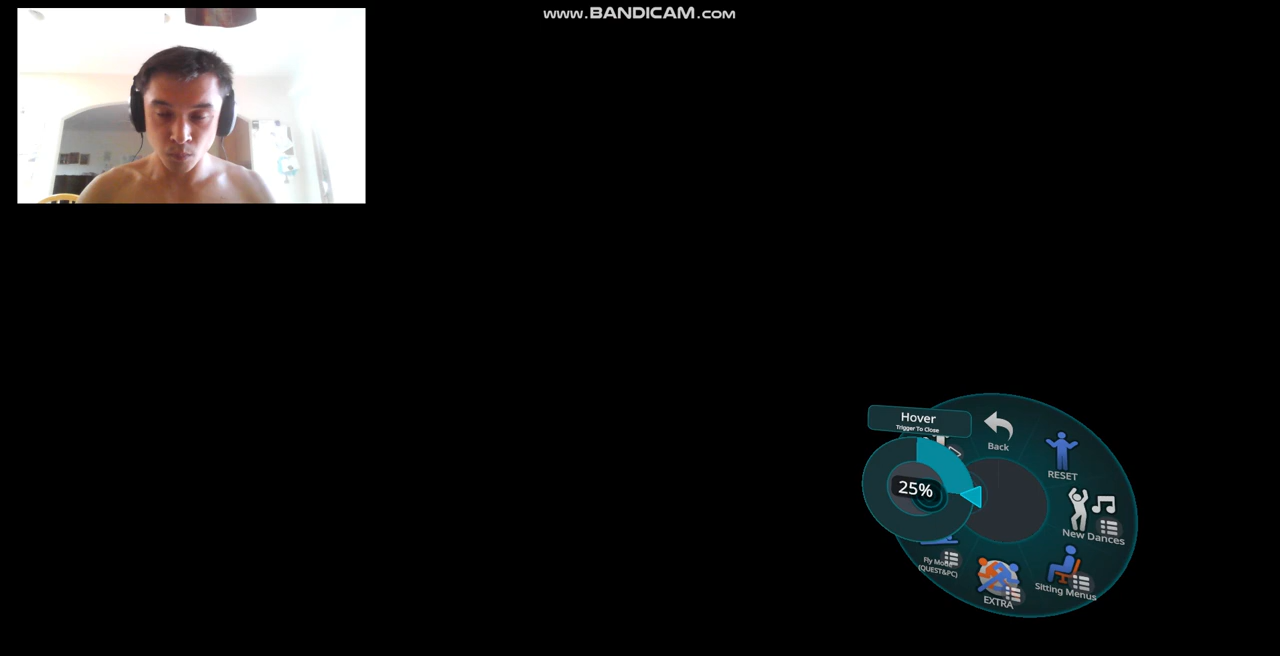 www.BANDICAM.com
Hover
Trigger To Close
Back
RESET
25%
New Dances
Fly Mode
(QUEST&PC)
Sitting Menus
EXTRA